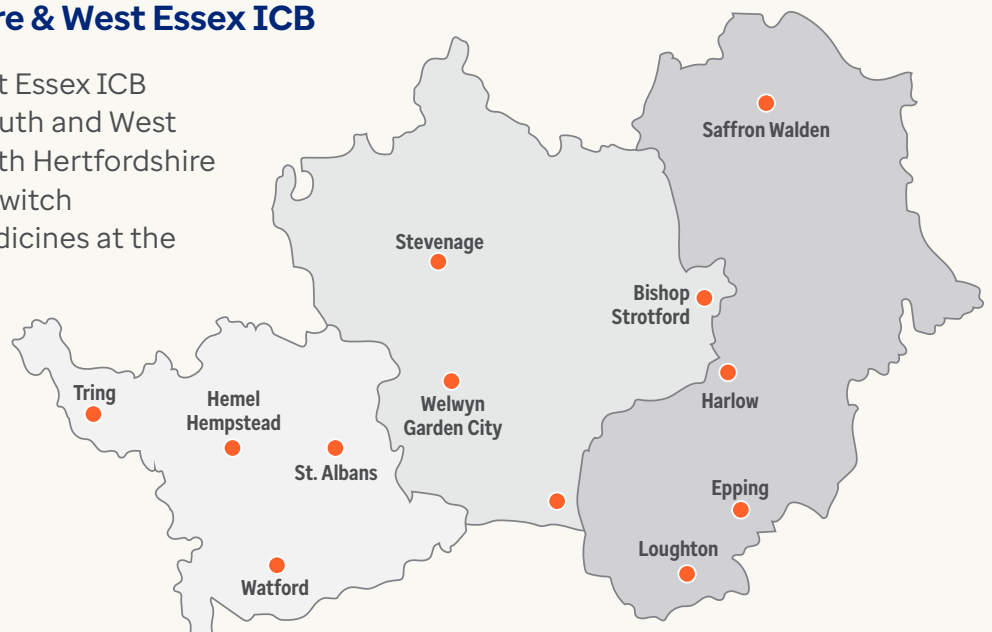 re & West Essex ICB
t Essex ICB
uth and West
th Hertfordshire
witch
dicines at the
Saffron Walden
Stevenage
Bishop
Strotford
Tring
Hemel
Hempstead
Welwyn
Garden City
Harlow
St. Albans
Epping
Loughton
Watford